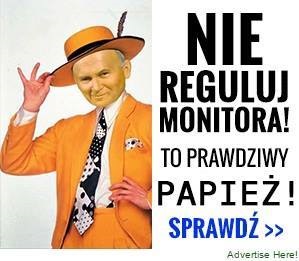 NIE
REGULUJ
MONITORA!
TO PRAWDZIWY
PAPIEŻ!
SPRAWDŹ >>
Advertise Here!